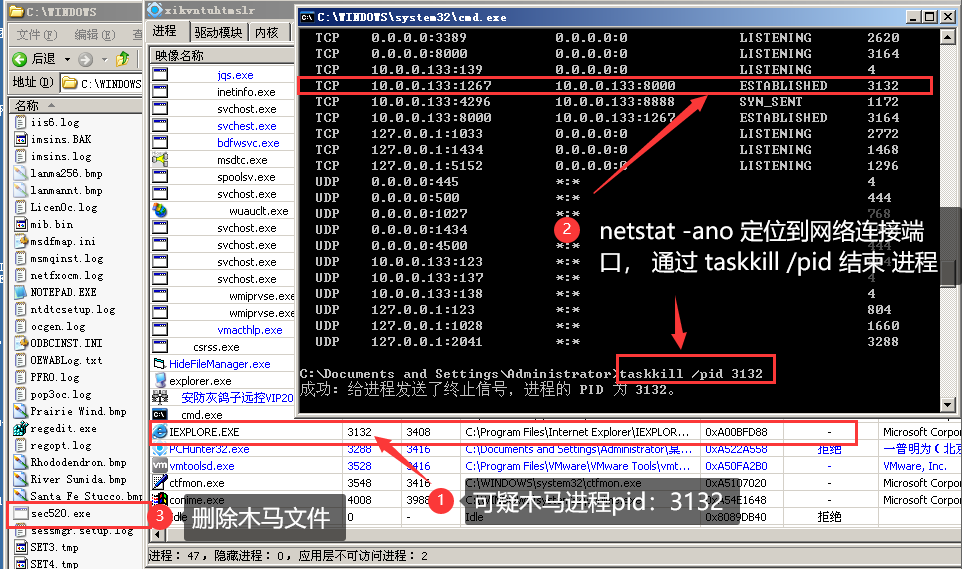 C:\WINDOWS
文件(F) 编辑(E) 查
后退
地址(D) C:\WINDOWS
名称
iis6.log
imsins.BAK
imsins.log
lanma256.bmp
lanmannt.bmp
LicenOc.log
mib.bin
msdfmap.ini
msmqinst.log
netfxocm.log
NOTEPAD.EXE
ntdtcsetup.log
ocgen.log
ODBCINST.INI
OEWABLog.txt
PFRO.log
pop3oc.log
Prairie Wind.bmp
regedit.exe
regopt.log
Rhododendron.bmp
River Sumida.bmp
Santa Fe Stucco.bmp
sec520.exe
sessmgr.setup.log
SET3.tmp
SET4.tmp
xikvntuhtmslr
进程 驱动模块 内核
映像名称
jqs.exe
inetinfo.exe
svchost.exe
svchest.exe
bdfwsvc.exe
msdtc.exe
spoolsv.exe
svchost.exe
wuauclt.exe
svchost.exe
svchost.exe
svchost.exe
svchost.exe
wmiprvse.exe
wmiprvse.exe
vmacthlp.exe
csrss.exe
HideFileManager.exe
explorer.exe
安防灰鸽子远控VIP20
cmd.exe
IEXPLORE.EXE 3132 3408 C:\Program Files\Internet Explorer\IEXPLOR... 0xA00BFD88 - Microsoft Corpor
PCHunter32.exe 3288 3416 C:\Documents and Settings\Administrator\桌... 0xA522A558 拒绝 一普明为(北京
vmtoolsd.exe 3528 3416 C:\Program Files\VMware\VMware Tools\vmt... 0xA50FA2B0 - VMware, Inc.
ctfmon.exe 3548 3416 C:\WINDOWS\system32\ctfmon.exe 0xA5107020 - Microsoft Corpor
conime.exe 4008 398 0xA54E1648 - Microsoft Corpor
Idle 0 - Idle 0x8089DB40 拒绝
进程: 47, 隐藏进程: 0, 应用层不可访问进程: 2
C:\WINDOWS\system32\cmd.exe
TCP 0.0.0.0:3389 0.0.0.0:0 LISTENING 2620
TCP 0.0.0.0:8000 0.0.0.0:0 LISTENING 3164
TCP 10.0.0.133:139 0.0.0.0:0 LISTENING 4
TCP 10.0.0.133:1267 10.0.0.133:8000 ESTABLISHED 3132
TCP 10.0.0.133:4296 10.0.0.133:8888 SYN_SENT 1172
TCP 10.0.0.133:8000 10.0.0.133:1267 ESTABLISHED 3164
TCP 127.0.0.1:1033 0.0.0.0:0 LISTENING 2772
TCP 127.0.0.1:1434 0.0.0.0:0 LISTENING 1468
TCP 127.0.0.1:5152 0.0.0.0:0 LISTENING 1296
UDP 0.0.0.0:445 *:* 4
UDP 0.0.0.0:500 *:* 444
UDP 0.0.0.0:1027 *:* 768
UDP 0.0.0.0:1434 *:*
UDP 0.0.0.0:4500 *:*
UDP 10.0.0.133:123 *:*
UDP 10.0.0.133:137 *:*
UDP 10.0.0.133:138 *:* 4
UDP 127.0.0.1:123 *:* 804
UDP 127.0.0.1:1028 *:* 1660
UDP 127.0.0.1:2041 *:* 3288
C:\Documents and Settings\Administrator>taskkill /pid 3132
成功: 给进程发送了终止信号，进程的 PID 为 3132。
2 netstat -ano 定位到网络连接端
口， 通过 taskkill /pid 结束 进程
1 可疑木马进程pid：3132
3 删除木马文件